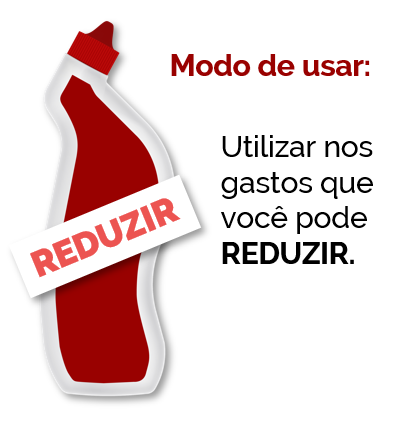 Modo de usar:
Utilizar nos
gastos que
você pode
REDUZIR.
REDUZIR